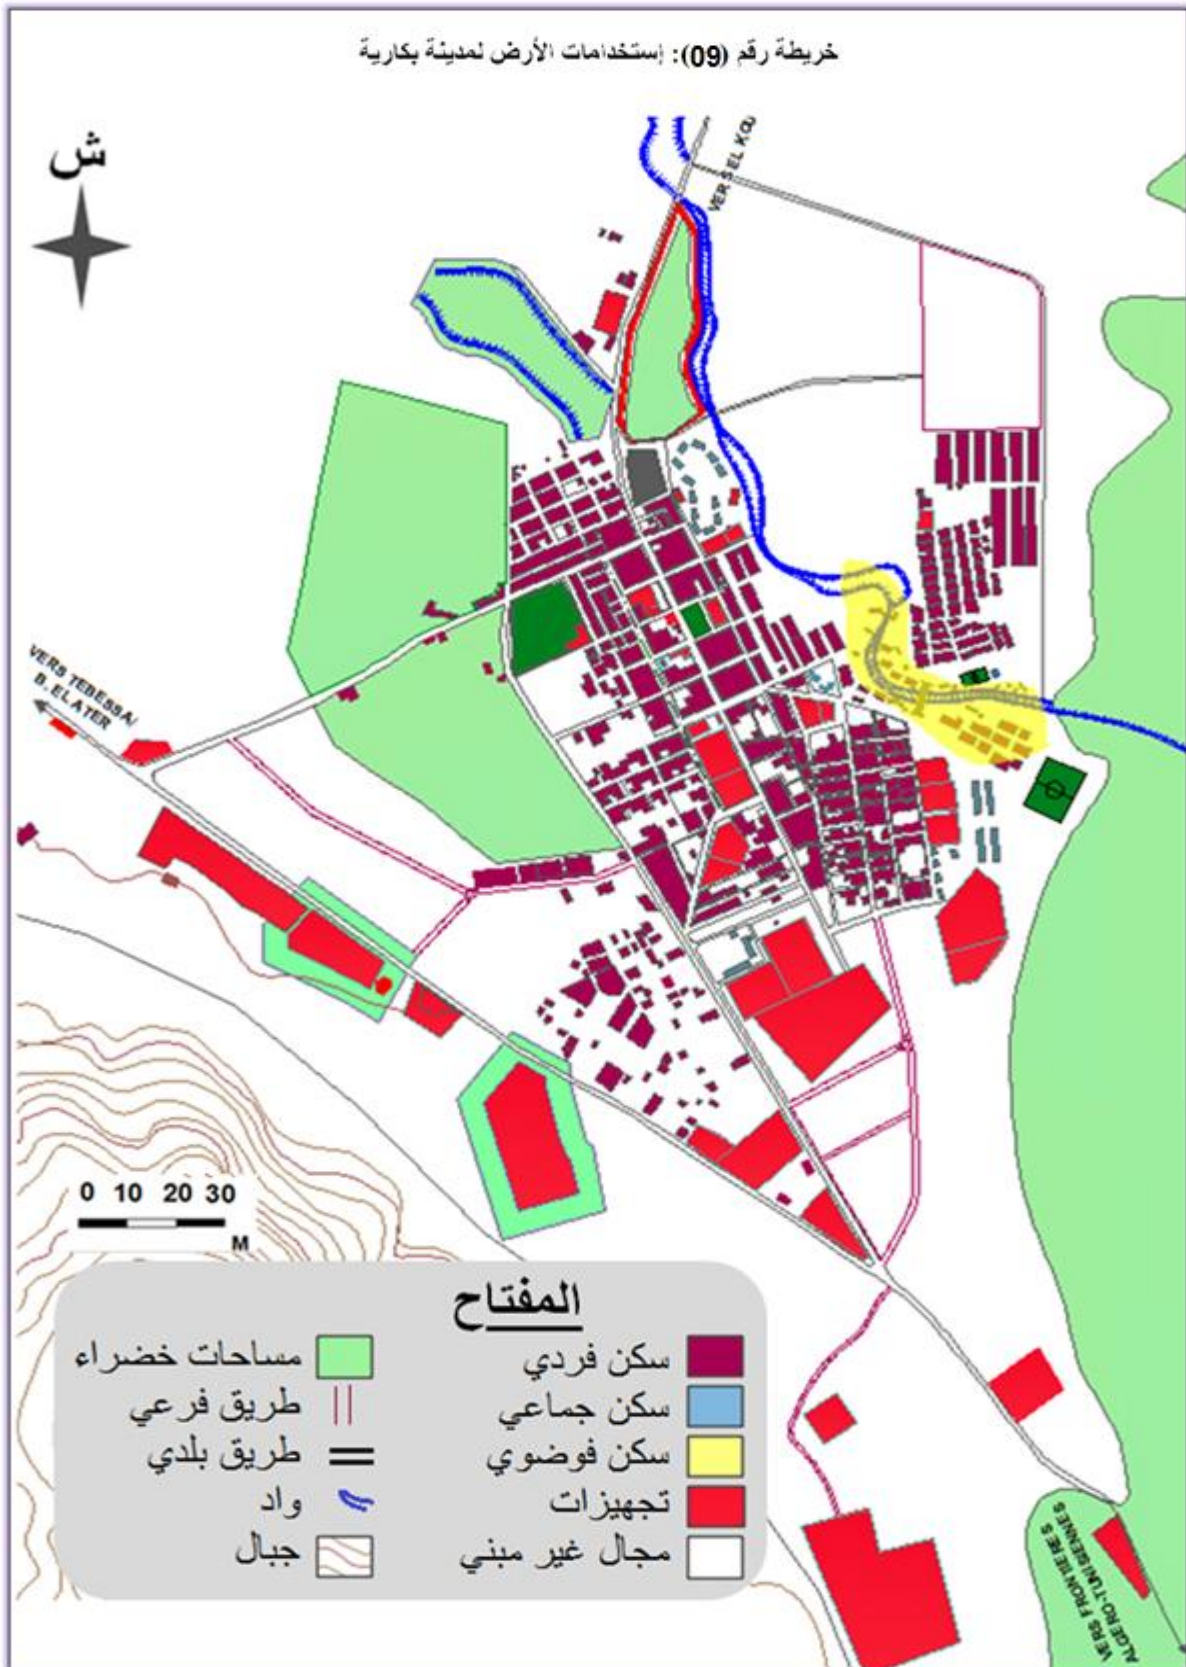 خريطة رقم (09): إستخدامات الأرض لمدينة بكارية
ش
VERS EL KOU
VERS TEBESSA/
B. EL ATER
0 10 20 30
M
المفتاح
سكن فردي
سكن جماعي
سكن فوضوي
تجهيزات
مجال غير مبني
مساحات خضراء
طريق فرعي
طريق بلدي
واد
جبال
VERS FRONTIERES
ALGERO-TUNISIENNES